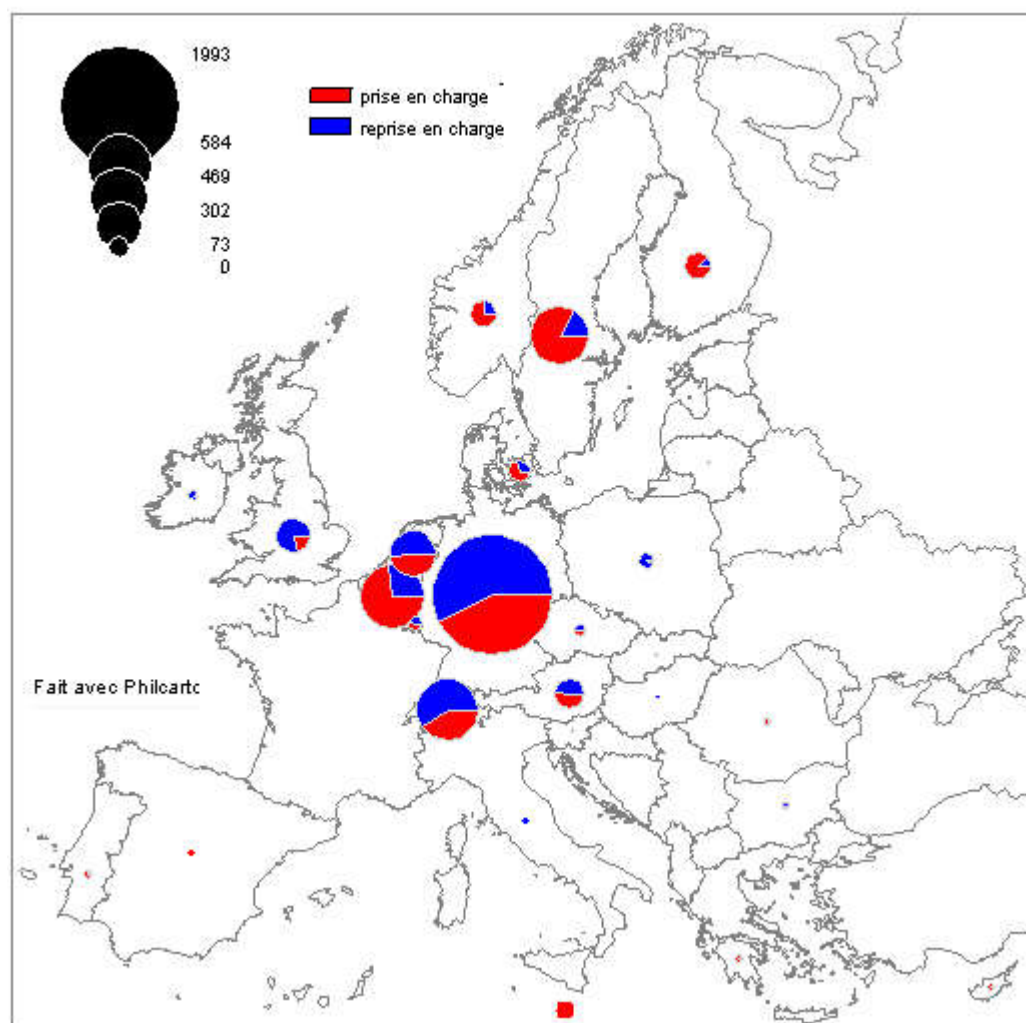 1993
584
469
302
73
0
prise en charge
reprise en charge
Fait avec Philcarto